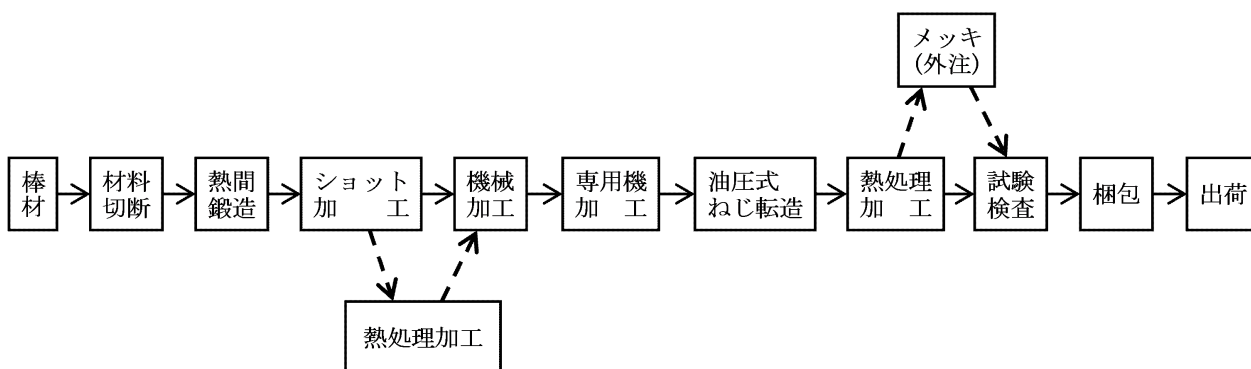 メッキ
(外注)
棒
材
材料
切断
熱間
鍛造
ショット
加　　工
機械
加工
専用機
加　工
油圧式
ねじ転造
熱処理
加　工
試験
検査
梱包
出荷
熱処理加工